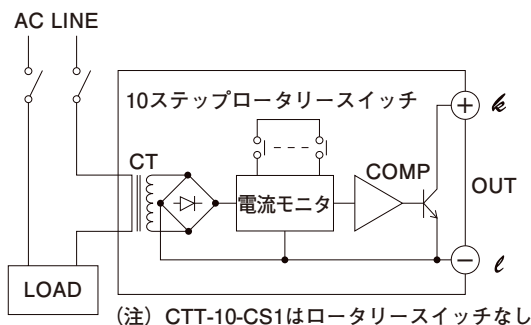 AC LINE
10ステップロータリースイッチ
CT
COMP
+
k
電流モニタ
OUT
−
l
LOAD
(注) CTT-10-CS1はロータリースイッチなし